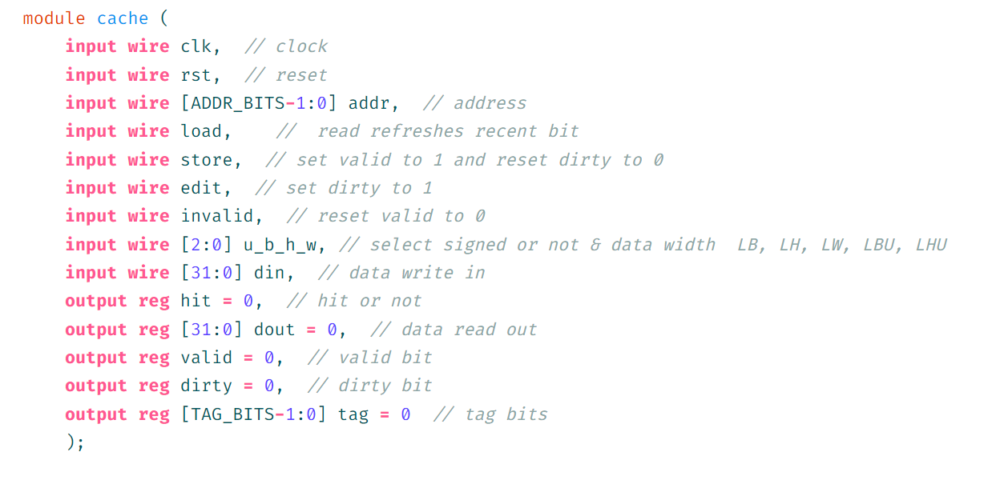 module cache (
    input wire clk,  // clock
    input wire rst,  // reset
    input wire [ADDR_BITS-1:0] addr,  // address
    input wire load,    //  read refreshes recent bit
    input wire store,  // set valid to 1 and reset dirty to 0
    input wire edit,  // set dirty to 1
    input wire invalid,  // reset valid to 0
    input wire [2:0] u_b_h_w, // select signed or not & data width  LB, LH, LW, LBU, LHU
    input wire [31:0] din,  // data write in
    output reg hit = 0,  // hit or not
    output reg [31:0] dout = 0,  // data read out
    output reg valid = 0,  // valid bit
    output reg dirty = 0,  // dirty bit
    output reg [TAG_BITS-1:0] tag = 0  // tag bits
    );